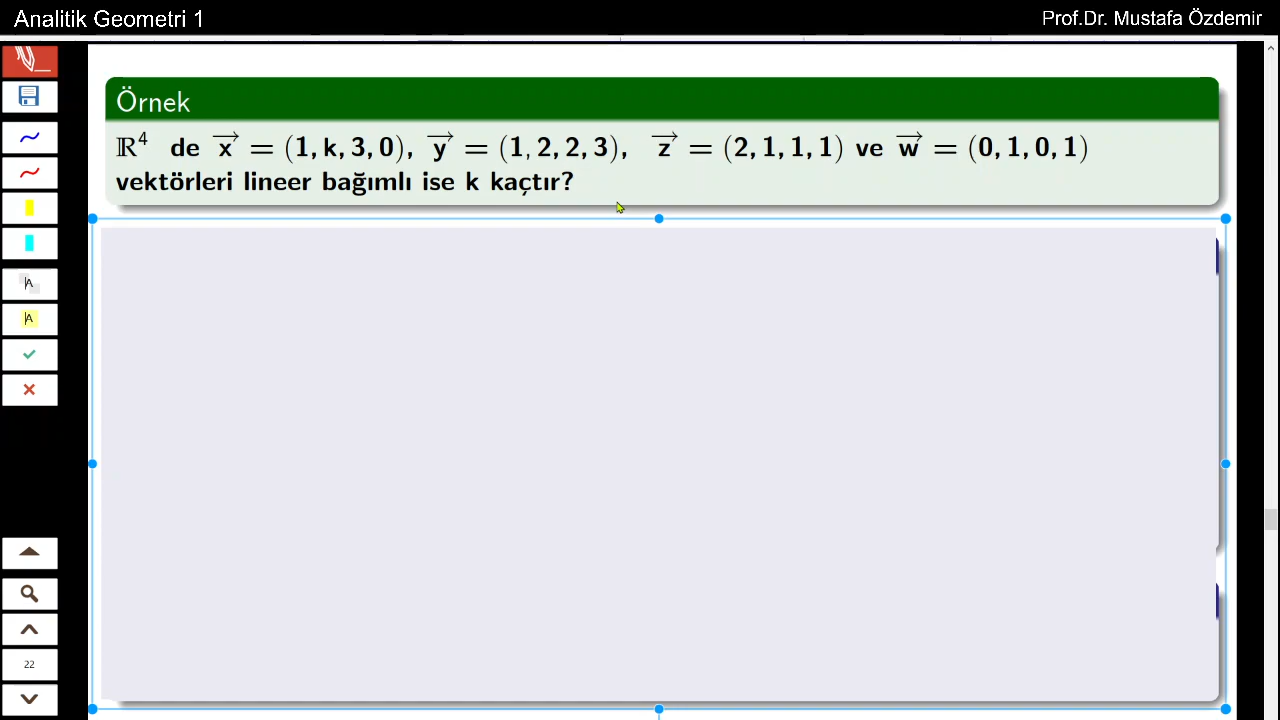 Analitik Geometri 1
Prof.Dr. Mustafa Özdemir
Örnek
ℝ⁴ de x⃗ = (1, k, 3, 0), y⃗ = (1, 2, 2, 3), z⃗ = (2, 1, 1, 1) ve w⃗ = (0, 1, 0, 1)
vektörleri lineer bağımlı ise k kaçtır?
A
A
22